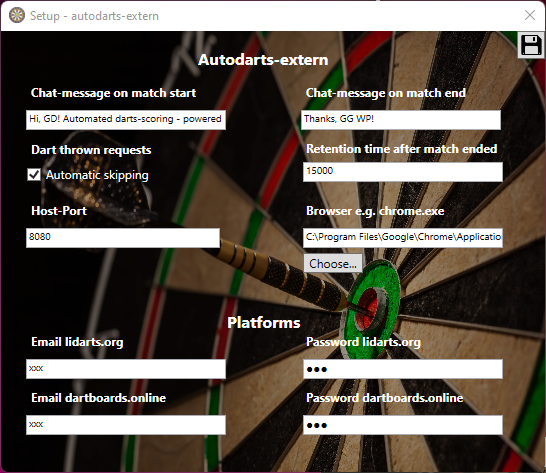 Setup - autodarts-extern
Autodarts-extern
Chat-message on match start
Chat-message on match end
Hi, GD! Automated darts-scoring - powered
Thanks, GG WP!
Dart thrown requests
Retention time after match ended
Automatic skipping
15000
Host-Port
Browser e.g. chrome.exe
8080
C:\Program Files\Google\Chrome\Applicatio
Choose...
Platforms
Email lidarts.org
Password lidarts.org
xxx
●●●
Email dartboards.online
Password dartboards.online
xxx
●●●